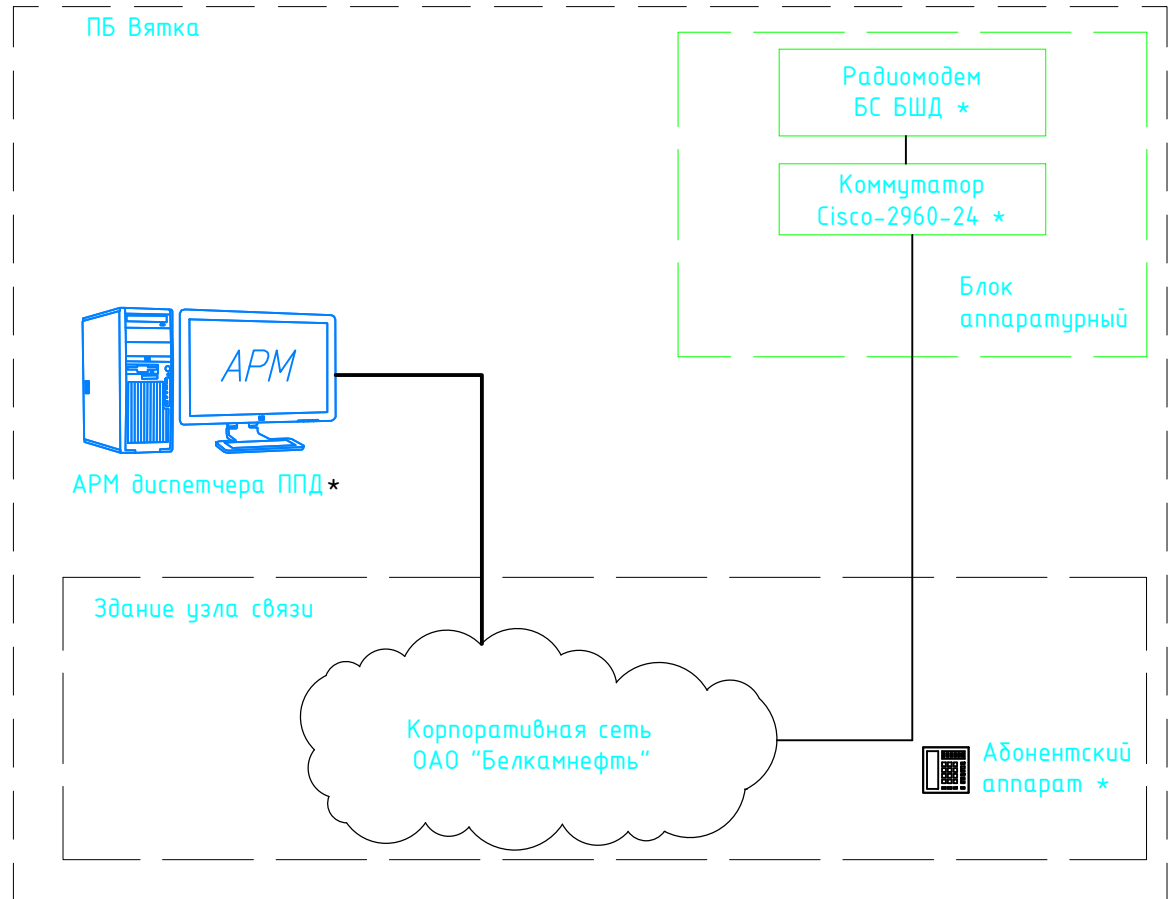 ПБ Вятка
Радиомодем
БС БШД *
Коммутатор
Cisco-2960-24 *
Блок
аппаратурный
АРМ
АРМ диспетчера ППД*
Здание узла связи
Корпоративная сеть
ОАО "Белкамнефть"
Абонентский
аппарат *